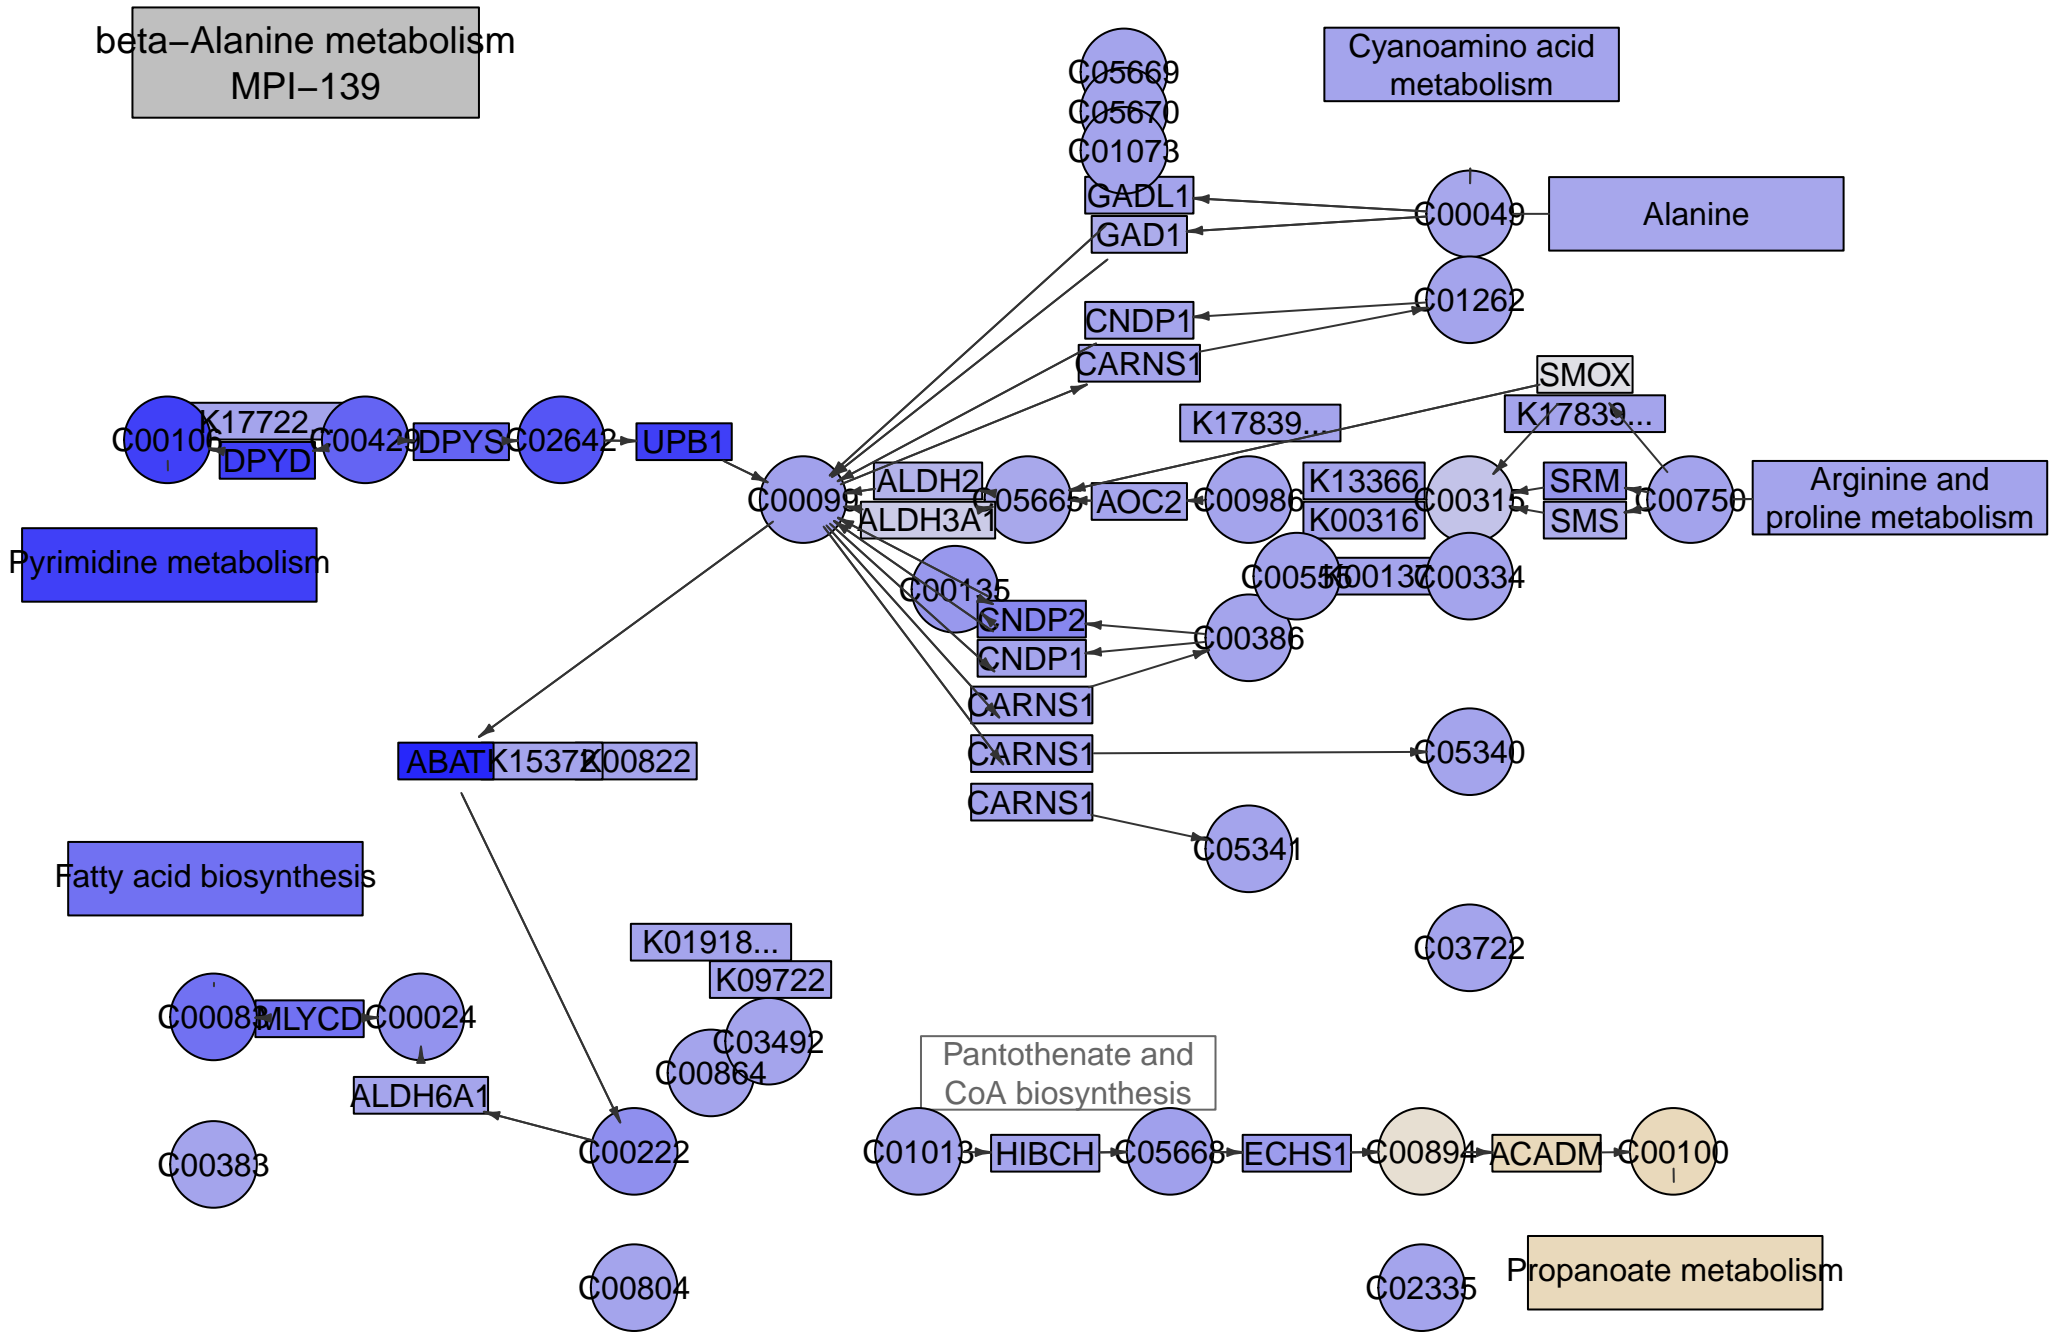 beta−Alanine metabolism
MPI−139
C05669
C05670
C01073
Cyanoamino acid
metabolism
GADL1
GAD1
C00049
Alanine
C01262
CNDP1
CARNS1
SMOX
K17839...
K17839...
C00106
K17722...
DPYD
C00429
DPYS
C02642
UPB1
C00099
ALDH2
ALDH3A1
C05665
AOC2
C00986
K13366
K00316
C00315
SRM
SMS
C00750
Arginine and
proline metabolism
Pyrimidine metabolism
C00135
C00555
K00137
C00334
CNDP2
CNDP1
C00386
CARNS1
CARNS1
CARNS1
C05340
C05341
ABAT
K15372
K00822
Fatty acid biosynthesis
K01918...
K09722
C03722
C00083
MLYCD
C00024
C03492
C00864
ALDH6A1
Pantothenate and
CoA biosynthesis
C00383
C00222
C01013
HIBCH
C05668
ECHS1
C00894
ACADM
C00100
C00804
C02335
Propanoate metabolism